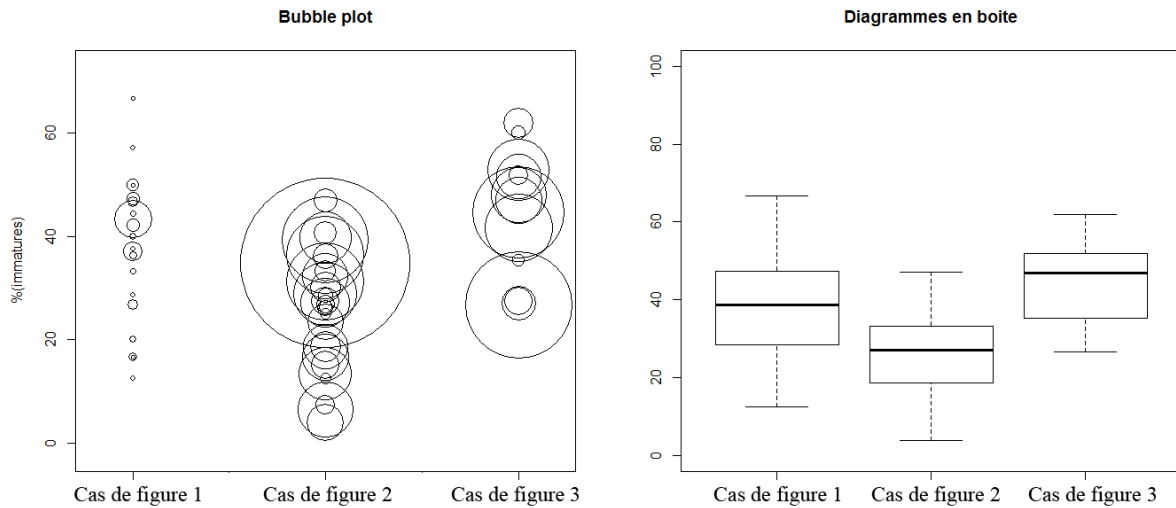 Bubble plot
%(immatures)
60
40
20
0
Cas de figure 1
Cas de figure 2
Cas de figure 3
Diagrammes en boite
100
80
60
40
20
0
Cas de figure 1
Cas de figure 2
Cas de figure 3